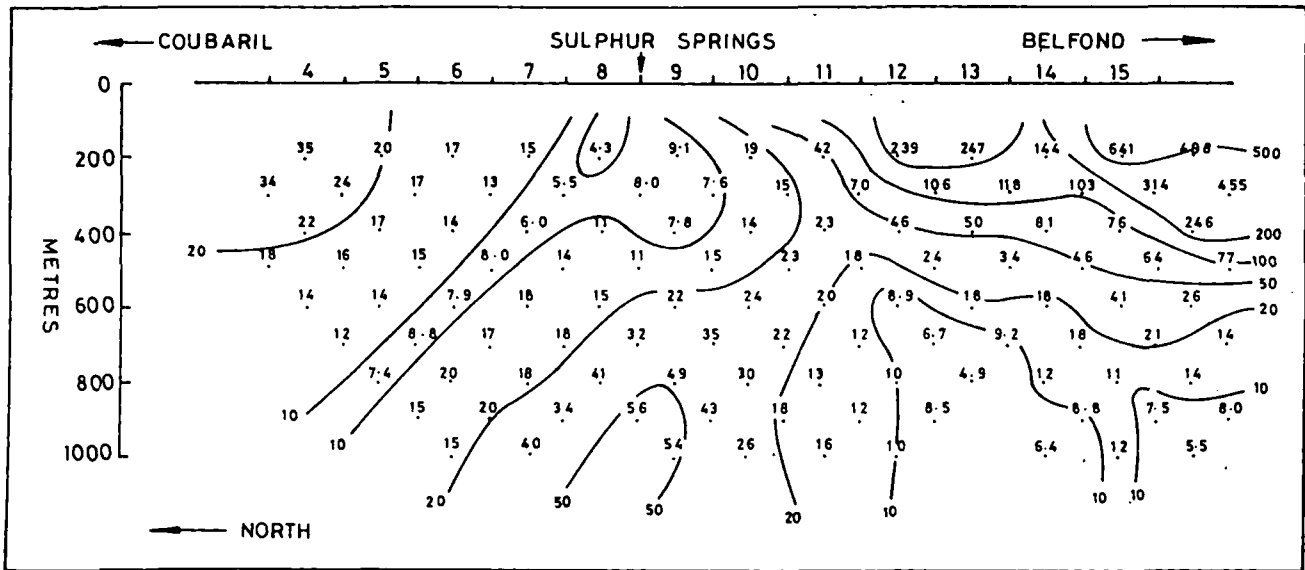 COUBARIL SULPHUR SPRINGS BELFOND
4 5 6 7 8 9 10 11 12 13 14 15
0
35 20 17 15 4.3 9.1 19 42 239 247 144 641 488
200 500
34 24 17 13 5.5 8.0 7.6 15 70 106 118 103 314 455
22 17 14 6.0 11 7.8 14 23 46 50 81 76 246
400 200
20
18 16 15 8.0 14 11 15 23 18 24 34 46 64 77 100
50
14 14 7.9 18 15 22 24 20 8.9 18 18 41 26
600 20
12 8.8 17 18 32 35 22 12 6.7 9.2 18 21 14
7.4 20 18 41 49 30 13 10 4.9 12 11 14
800 10
10 15 20 34 56 43 18 12 8.5 8.8 7.5 8.0
10 15 40 54 26 16 10 6.4 12 5.5
1000
20 50 50 20 10 10 10
METRES
NORTH